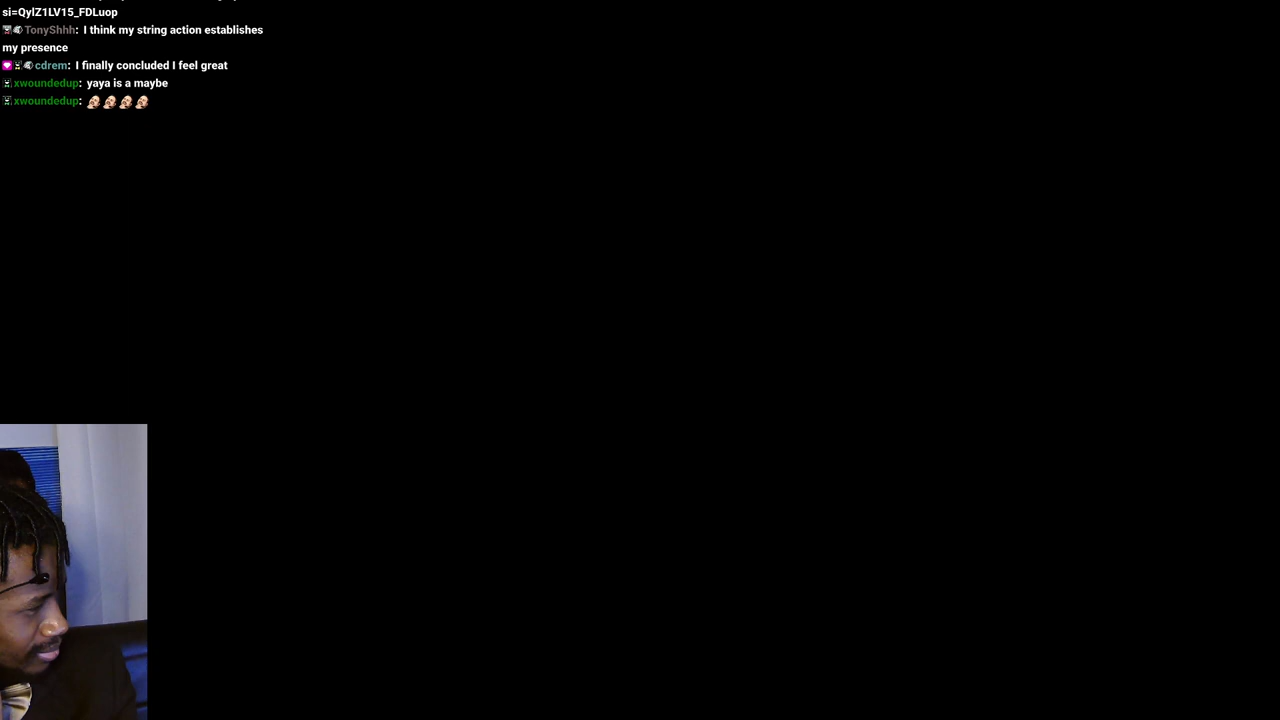 si=QylZ1LV15_FDLuop
TonyShhh: I think my string action establishes
my presence
cdrem: I finally concluded I feel great
xwoundedup: yaya is a maybe
xwoundedup: